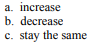 a. increase
b. decrease
c. stay the same